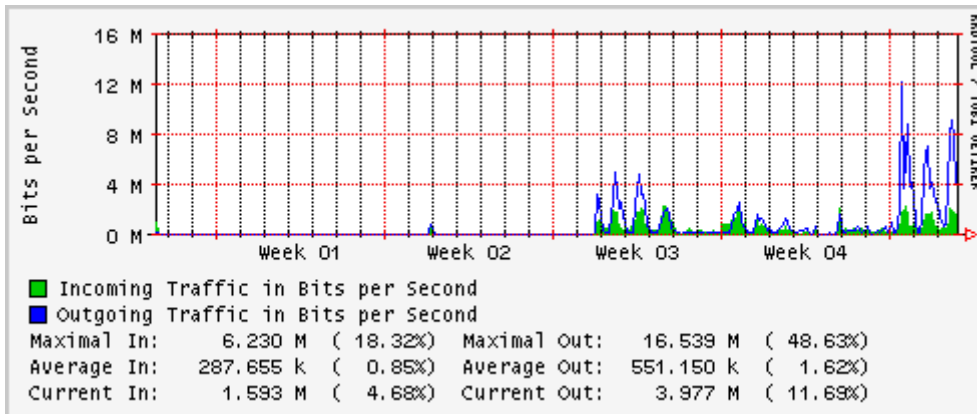 16 M
12 M
8 M
4 M
0 M
Bits per Second
Week 01 Week 02 Week 03 Week 04
Incoming Traffic in Bits per Second
Outgoing Traffic in Bits per Second
Maximal In: 6.230 M ( 18.32%) Maximal Out: 16.539 M ( 48.63%)
Average In: 287.655 k ( 0.85%) Average Out: 551.150 k ( 1.62%)
Current In: 1.593 M ( 4.68%) Current Out: 3.977 M ( 11.69%)